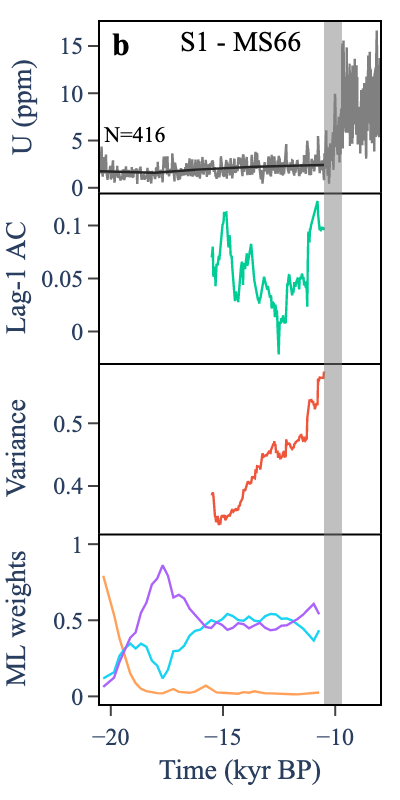 b S1 - MS66
U (ppm)
15
10
5
0
N=416
Lag-1 AC
0.1
0.05
0
Variance
0.5
0.4
ML weights
1
0.5
0
−20 −15 −10
Time (kyr BP)